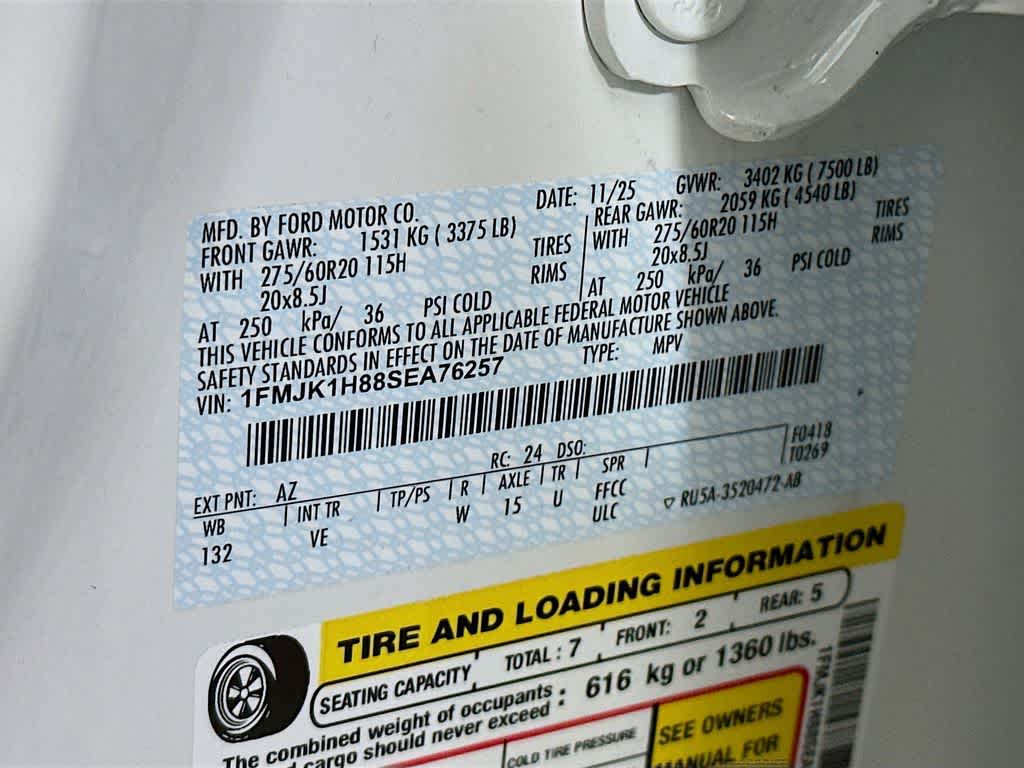 MFD. BY FORD MOTOR CO.
DATE: 11/25 GVWR: 3402 KG ( 7500 LB)
FRONT GAWR: 1531 KG ( 3375 LB) REAR GAWR: 2059 KG ( 4540 LB)
WITH 275/60R20 115H TIRES WITH 275/60R20 115H TIRES
20x8.5J RIMS 20x8.5J RIMS
AT 250 kPa/ 36 PSI COLD AT 250 kPa/ 36 PSI COLD
THIS VEHICLE CONFORMS TO ALL APPLICABLE FEDERAL MOTOR VEHICLE
SAFETY STANDARDS IN EFFECT ON THE DATE OF MANUFACTURE SHOWN ABOVE.
VIN: 1FMJK1H88SEA76257 TYPE: MPV
EXT PNT: AZ RC: 24 DSO: F0418
T0269
WB INT TR TP/PS R AXLE TR SPR
132 VE W 15 U FFCC
ULC
RU5A-3520472-AB
TIRE AND LOADING INFORMATION
SEATING CAPACITY TOTAL : 7 FRONT: 2 REAR: 5
The combined weight of occupants
cargo should never exceed : 616 kg or 1360 lbs.
COLD TIRE PRESSURE
SEE OWNERS
MANUAL FOR